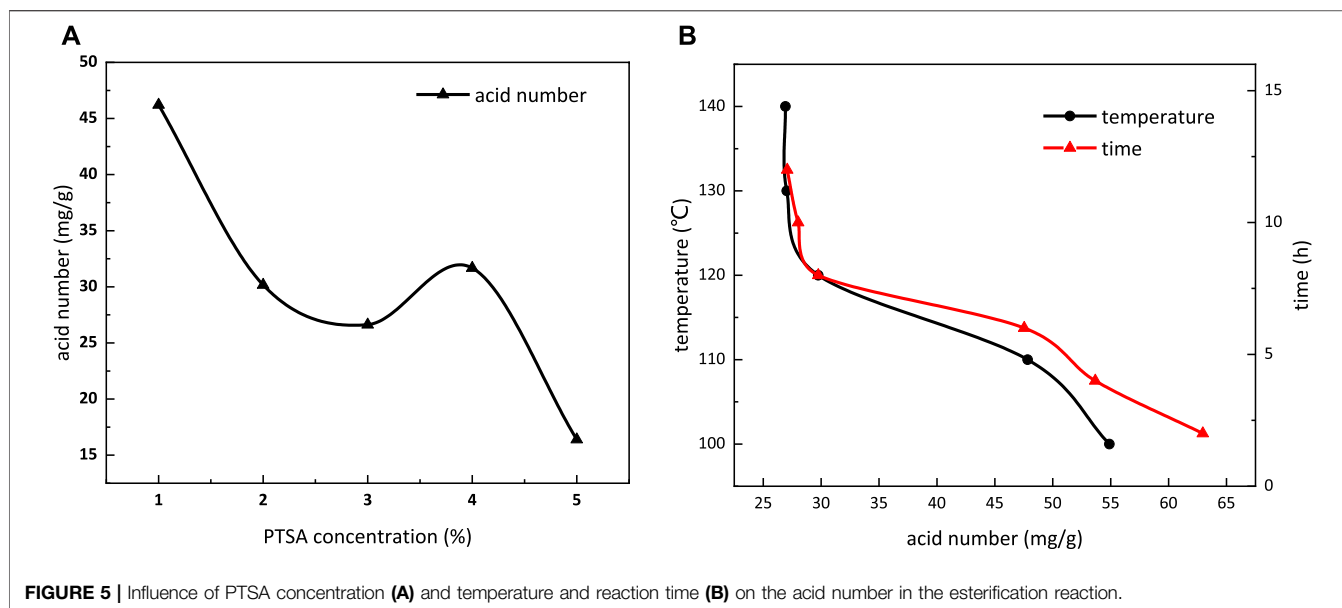 A
50
45
40
35
30
25
20
15
acid number (mg/g)
acid number
1 2 3 4 5
PTSA concentration (%)
B
140
130
120
110
100
temperature (℃)
temperature
time
15
10
5
0
time (h)
25 30 35 40 45 50 55 60 65
acid number (mg/g)
FIGURE 5 | Influence of PTSA concentration (A) and temperature and reaction time (B) on the acid number in the esterification reaction.